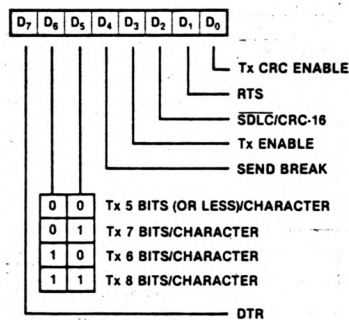 D7 D6 D5 D4 D3 D2 D1 D0
Tx CRC ENABLE
RTS
SDLC/CRC-16
Tx ENABLE
SEND BREAK
0 0 Tx 5 BITS (OR LESS)/CHARACTER
0 1 Tx 7 BITS/CHARACTER
1 0 Tx 6 BITS/CHARACTER
1 1 Tx 8 BITS/CHARACTER
DTR